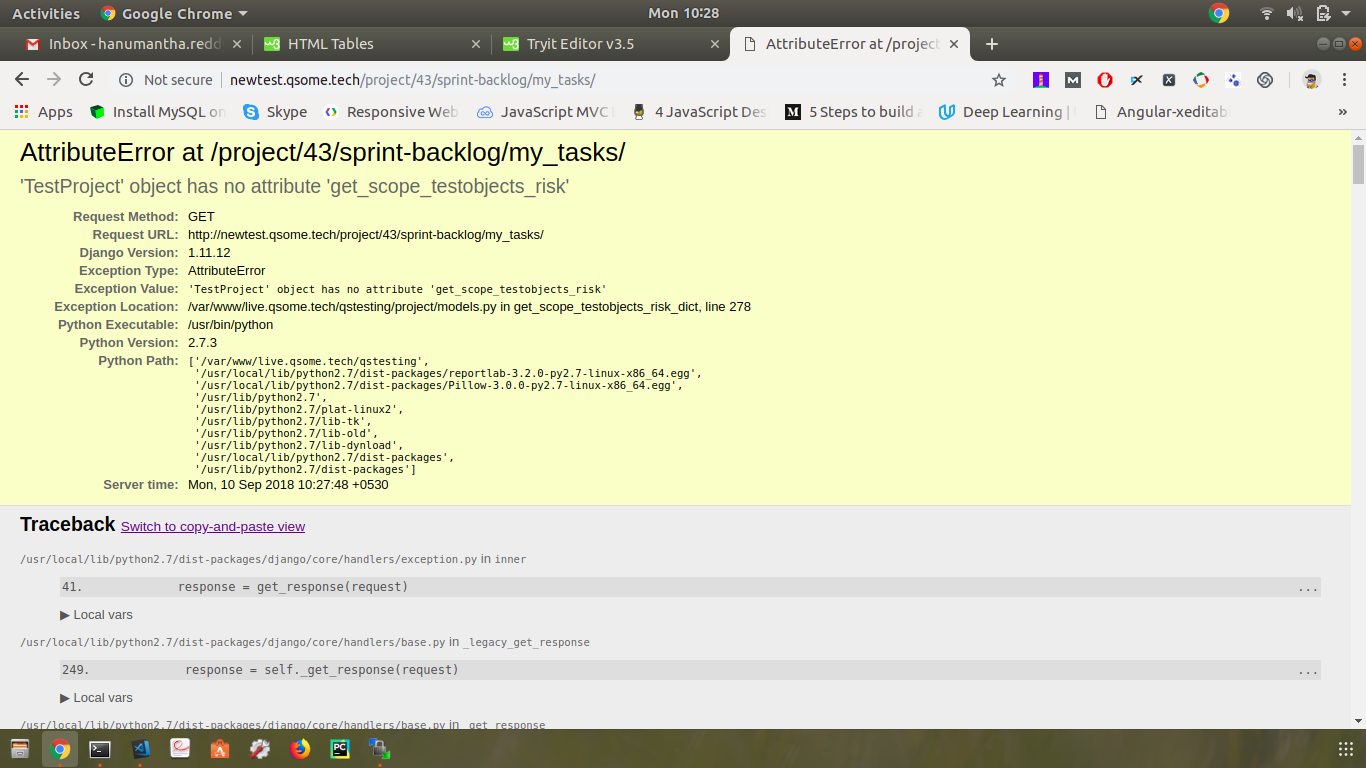 Activities Google Chrome Mon 10:28
Inbox - hanumantha.redd HTML Tables Tryit Editor v3.5 AttributeError at /project
Not secure newtest.qsome.tech/project/43/sprint-backlog/my_tasks/
Apps Install MySQL on Skype Responsive Web JavaScript MVC 4 JavaScript Des 5 Steps to build a Deep Learning | Angular-xeditab »
AttributeError at /project/43/sprint-backlog/my_tasks/
'TestProject' object has no attribute 'get_scope_testobjects_risk'
Request Method: GET
Request URL: http://newtest.qsome.tech/project/43/sprint-backlog/my_tasks/
Django Version: 1.11.12
Exception Type: AttributeError
Exception Value: 'TestProject' object has no attribute 'get_scope_testobjects_risk'
Exception Location: /var/www/live.qsome.tech/qstesting/project/models.py in get_scope_testobjects_risk_dict, line 278
Python Executable: /usr/bin/python
Python Version: 2.7.3
Python Path: ['/var/www/live.qsome.tech/qstesting',
'/usr/local/lib/python2.7/dist-packages/reportlab-3.2.0-py2.7-linux-x86_64.egg',
'/usr/local/lib/python2.7/dist-packages/Pillow-3.0.0-py2.7-linux-x86_64.egg',
'/usr/lib/python2.7',
'/usr/lib/python2.7/plat-linux2',
'/usr/lib/python2.7/lib-tk',
'/usr/lib/python2.7/lib-old',
'/usr/lib/python2.7/lib-dynload',
'/usr/local/lib/python2.7/dist-packages',
'/usr/lib/python2.7/dist-packages']
Server time: Mon, 10 Sep 2018 10:27:48 +0530
Traceback Switch to copy-and-paste view
/usr/local/lib/python2.7/dist-packages/django/core/handlers/exception.py in inner
41. response = get_response(request) ...
▶ Local vars
/usr/local/lib/python2.7/dist-packages/django/core/handlers/base.py in _legacy_get_response
249. response = self._get_response(request) ...
▶ Local vars
/usr/local/lib/python2.7/dist-packages/django/core/handlers/base.py in _get_response